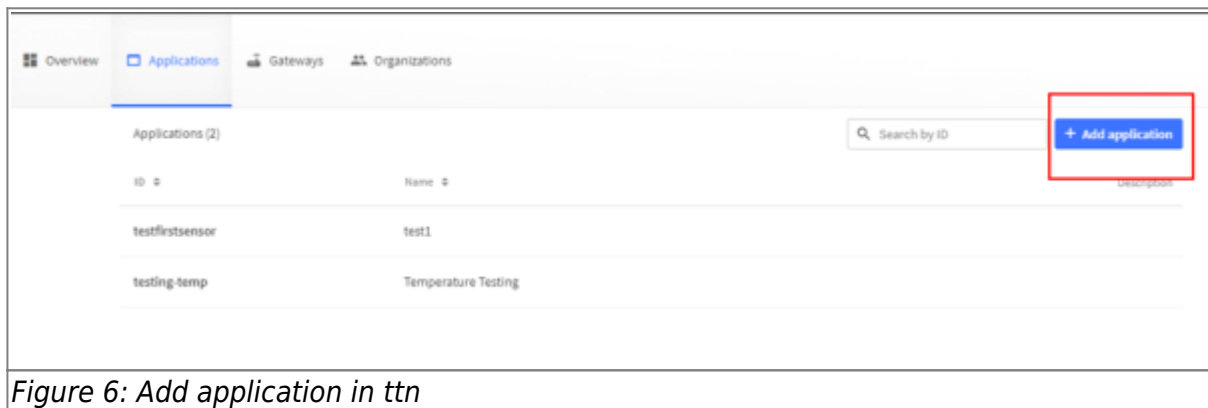 Overview Applications Gateways Organizations
Applications (2) Search by ID + Add application
ID Name Description
testfirstsensor test1
testing-temp Temperature Testing
Figure 6: Add application in ttn